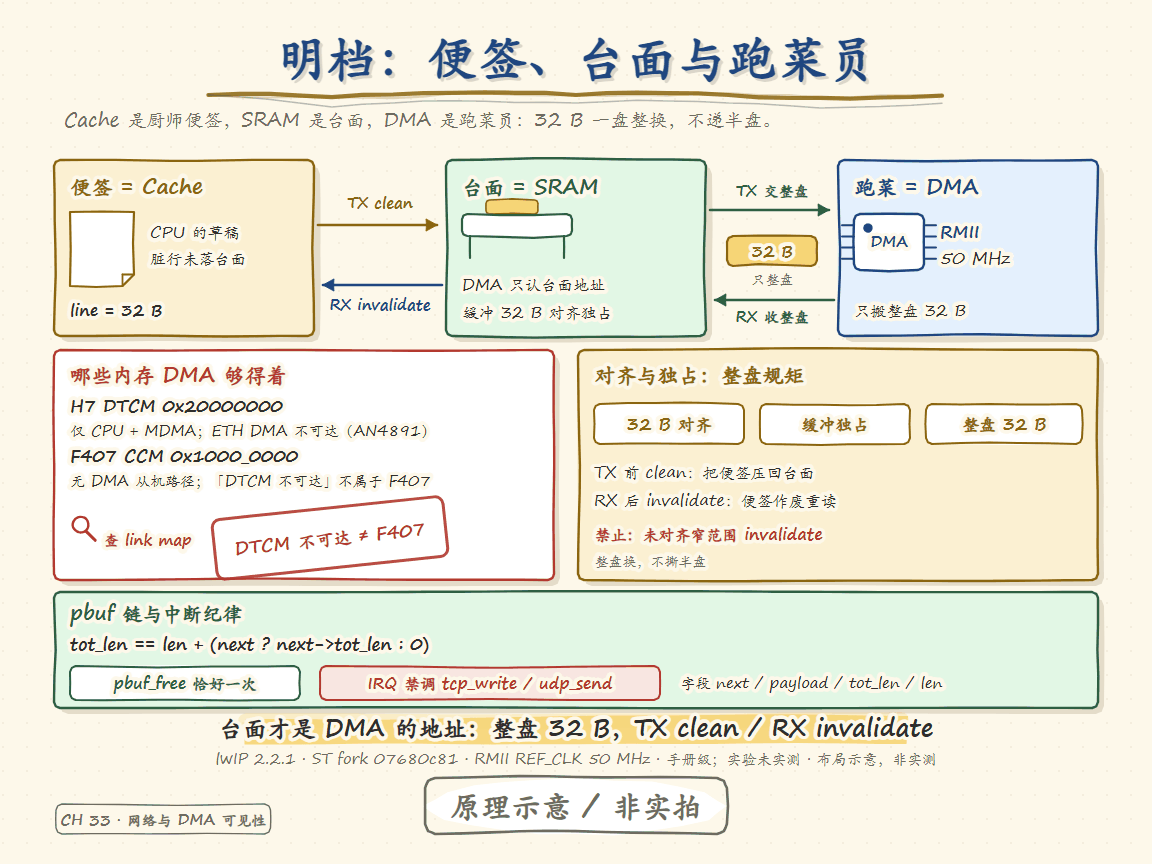 明档：便签、台面与跑菜员
Cache 是厨师便签，SRAM 是台面，DMA 是跑菜员：32 B 一盘整换，不递半盘。
便签 = Cache
CPU 的草稿
脏行未落台面
line = 32 B
TX clean
RX invalidate
台面 = SRAM
DMA 只认台面地址
缓冲 32 B 对齐独占
TX 交整盘
32 B
只整盘
RX 收整盘
跑菜 = DMA
DMA
RMII
50 MHz
只搬整盘 32 B
哪些内存 DMA 够得着
H7 DTCM 0x20000000
仅 CPU + MDMA；ETH DMA 不可达（AN4891）
F407 CCM 0x1000_0000
无 DMA 从机路径；「DTCM 不可达」不属于 F407
查 link map
DTCM 不可达 ≠ F407
对齐与独占：整盘规矩
32 B 对齐
缓冲独占
整盘 32 B
TX 前 clean：把便签压回台面
RX 后 invalidate：便签作废重读
禁止：未对齐窄范围 invalidate
整盘换，不撕半盘
pbuf 链与中断纪律
tot_len == len + (next ? next->tot_len : 0)
pbuf_free 恰好一次
IRQ 禁调 tcp_write / udp_send
字段 next / payload / tot_len / len
台面才是 DMA 的地址：整盘 32 B，TX clean / RX invalidate
lwIP 2.2.1 · ST fork 07680c81 · RMII REF_CLK 50 MHz · 手册级；实验未实测 · 布局示意，非实测
原理示意 / 非实拍
CH 33 · 网络与 DMA 可见性